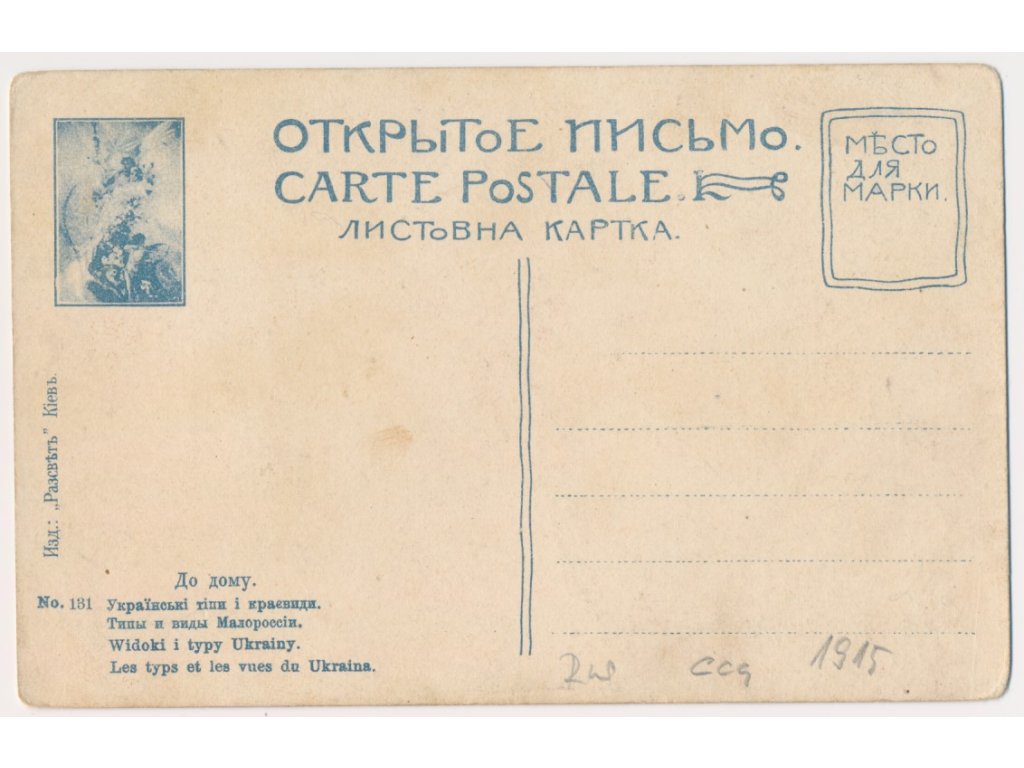 ОТКРЫТОЕ ПИСЬМО.
CARTE POSTALE.
ЛИСТОВНА КАРТКА.
МѢСТО
ДЛЯ
МАРКИ.
Изд.: „Разсвѣтъ" Кіевъ.
До дому.
No. 131 Українські тіпи і краєвиди.
Типы и виды Малороссіи.
Widoki i typy Ukrainy.
Les typs et les vues du Ukraina.
1915